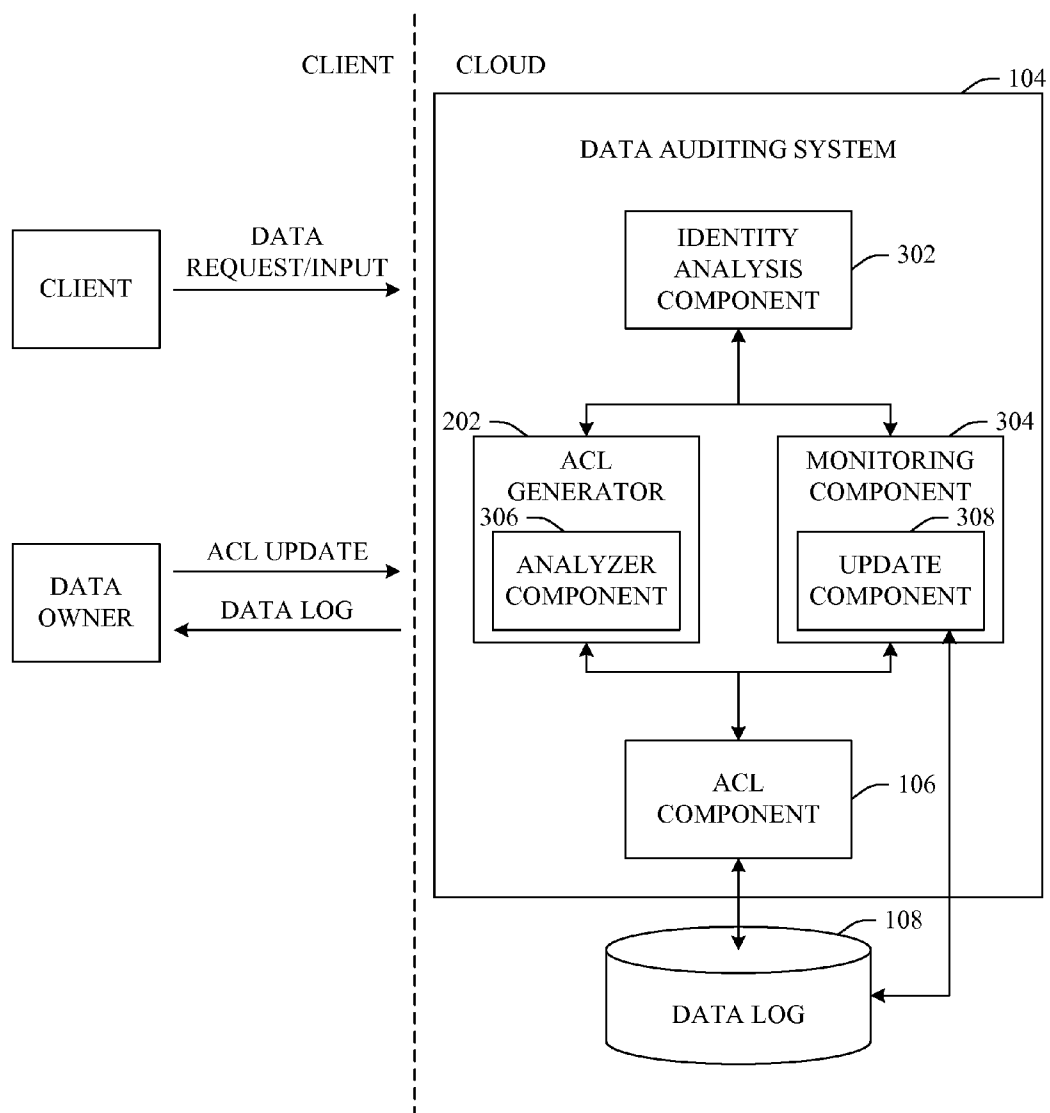 CLIENT
CLOUD
104
DATA AUDITING SYSTEM
IDENTITY
ANALYSIS
COMPONENT
302
DATA
REQUEST/INPUT
CLIENT
202
ACL
GENERATOR
306
ANALYZER
COMPONENT
304
MONITORING
COMPONENT
308
UPDATE
COMPONENT
ACL UPDATE
DATA LOG
DATA
OWNER
ACL
COMPONENT
106
108
DATA LOG